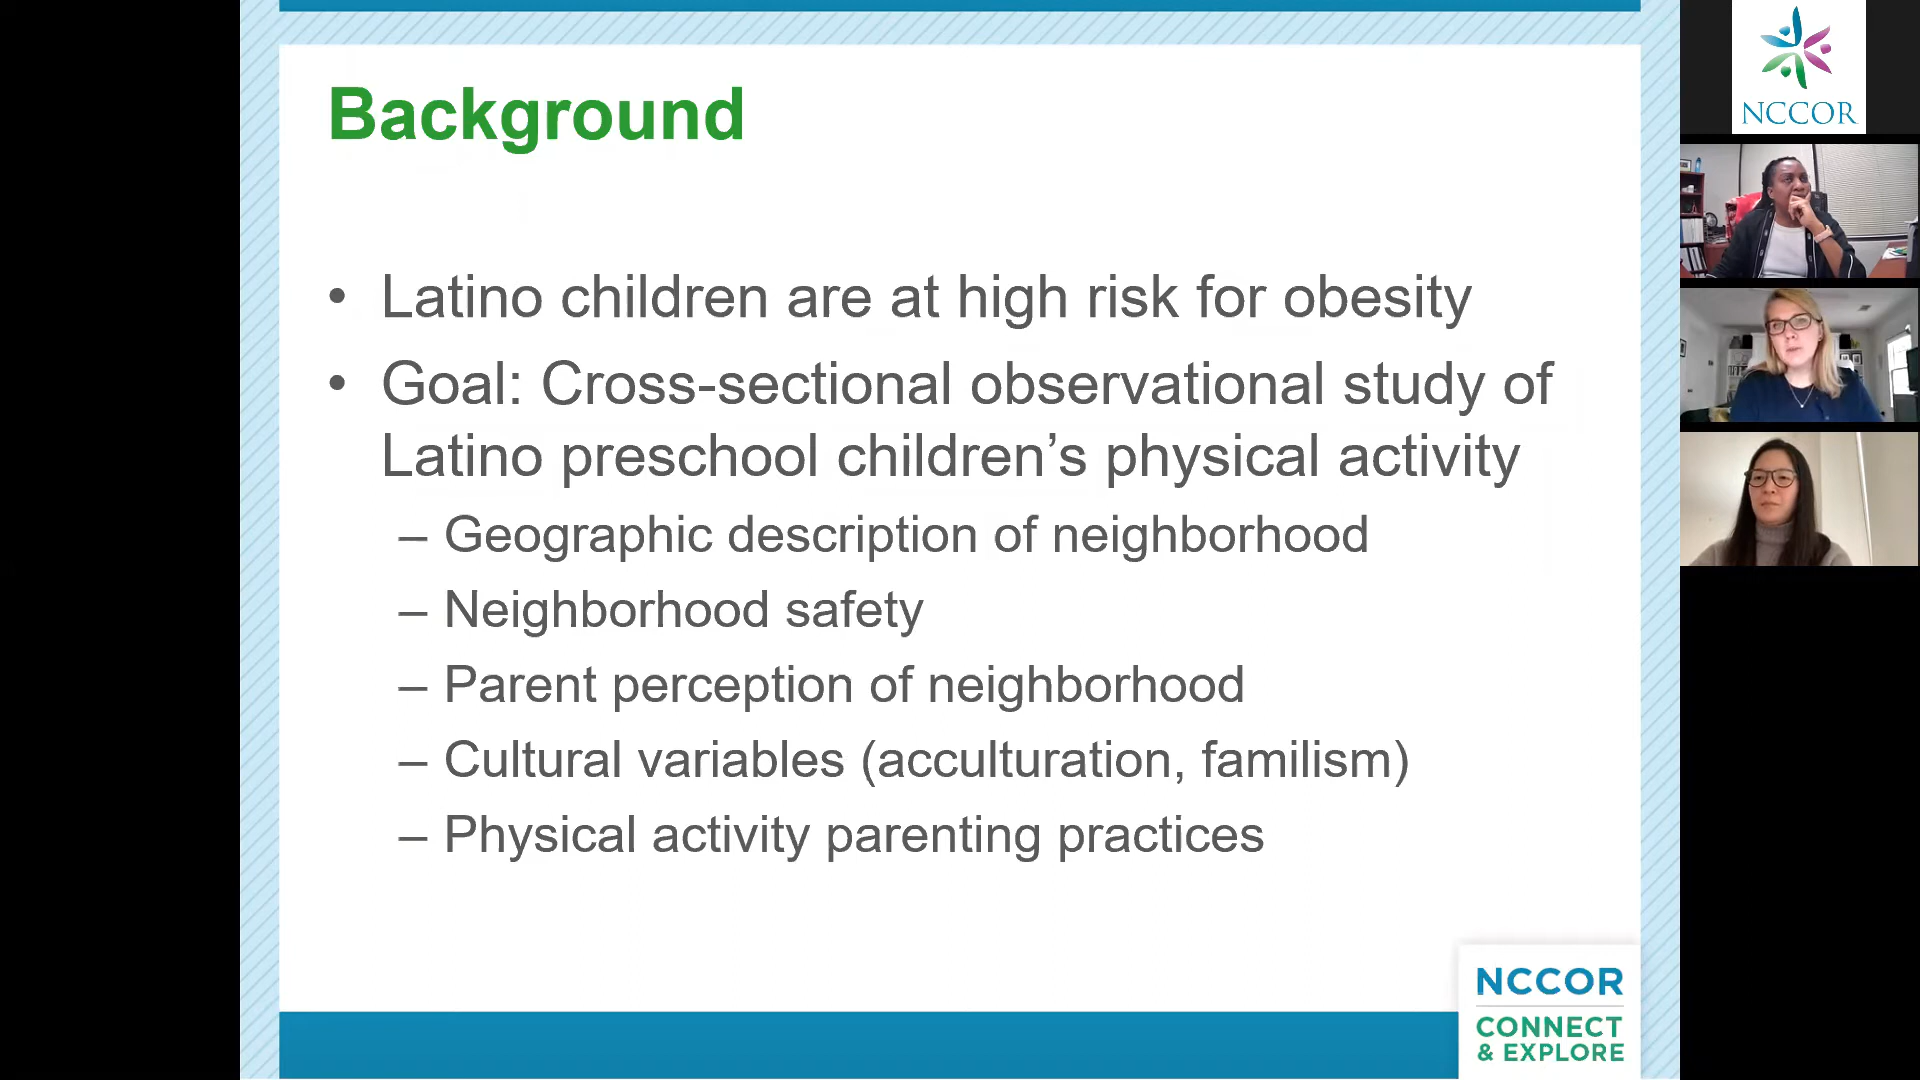 Background
• Latino children are at high risk for obesity
• Goal: Cross-sectional observational study of
Latino preschool children’s physical activity
– Geographic description of neighborhood
– Neighborhood safety
– Parent perception of neighborhood
– Cultural variables (acculturation, familism)
– Physical activity parenting practices
NCCOR
CONNECT
& EXPLORE
NCCOR